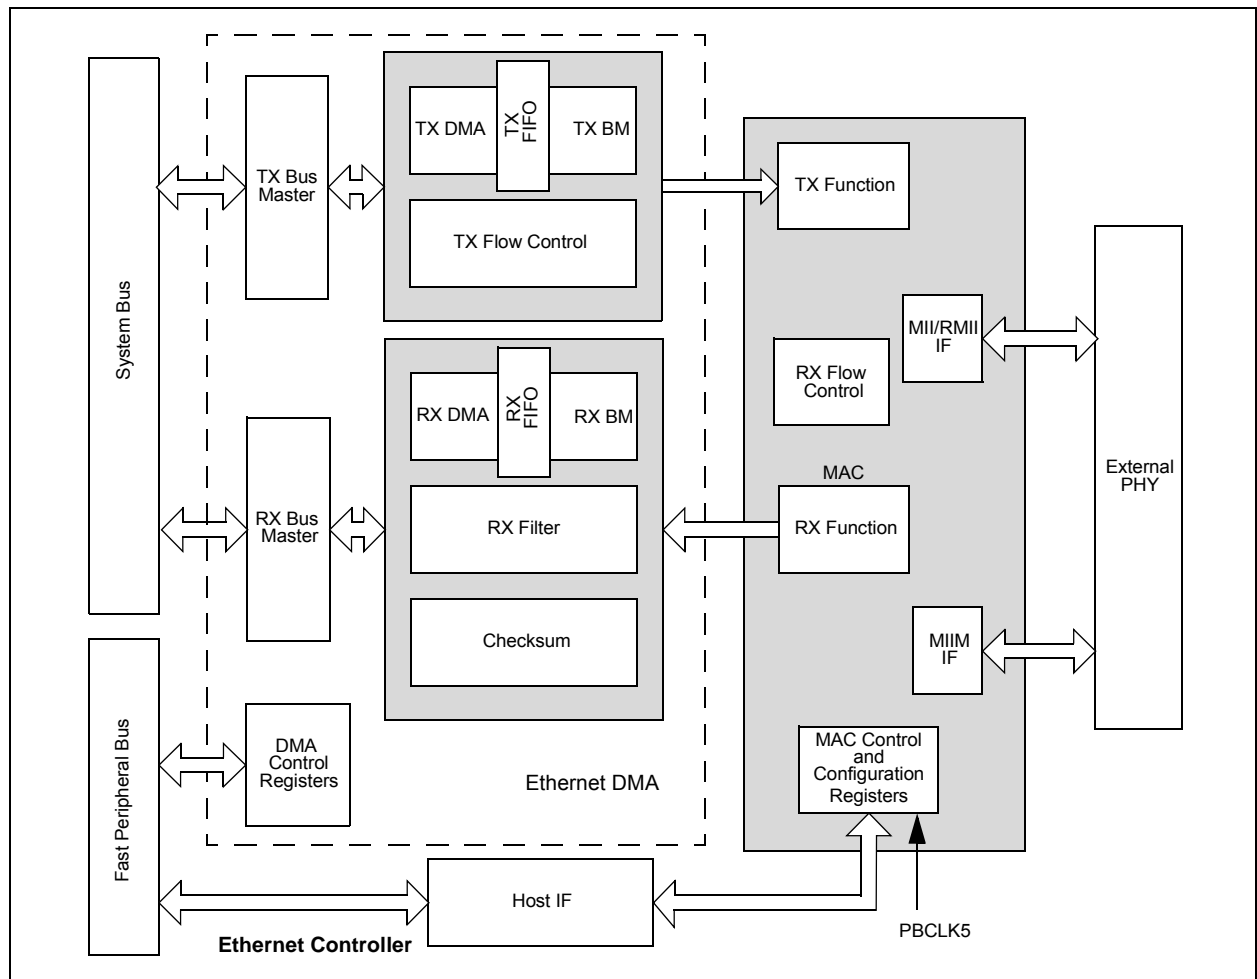 System Bus
TX Bus
Master
TX DMA
TX
FIFO
TX BM
TX Flow Control
TX Function
MII/RMII
IF
RX Flow
Control
External
PHY
RX Bus
Master
RX DMA
RX
FIFO
RX BM
RX Filter
Checksum
MAC
RX Function
MIIM
IF
Fast Peripheral Bus
DMA
Control
Registers
Ethernet DMA
MAC Control
and
Configuration
Registers
Host IF
PBCLK5
Ethernet Controller